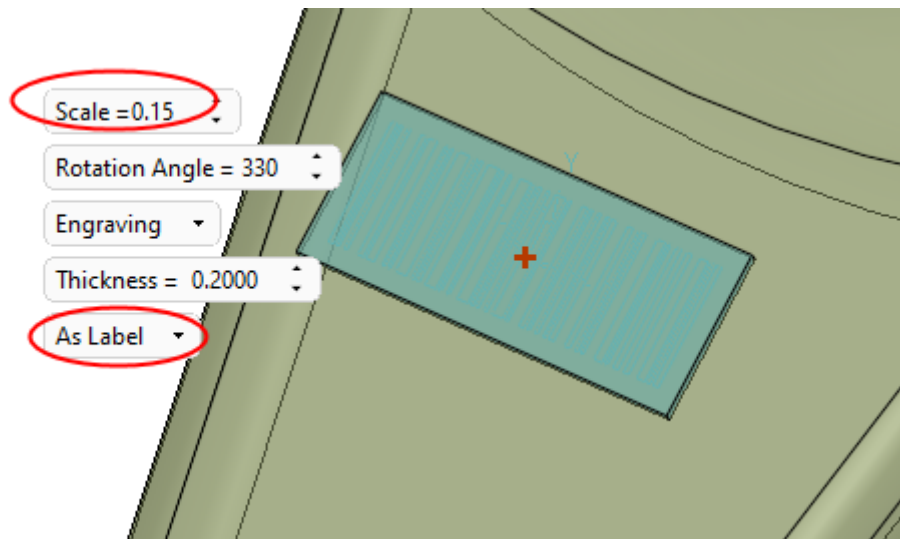 Scale =0.15
Rotation Angle = 330
Engraving
Thickness = 0.2000
As Label
Y